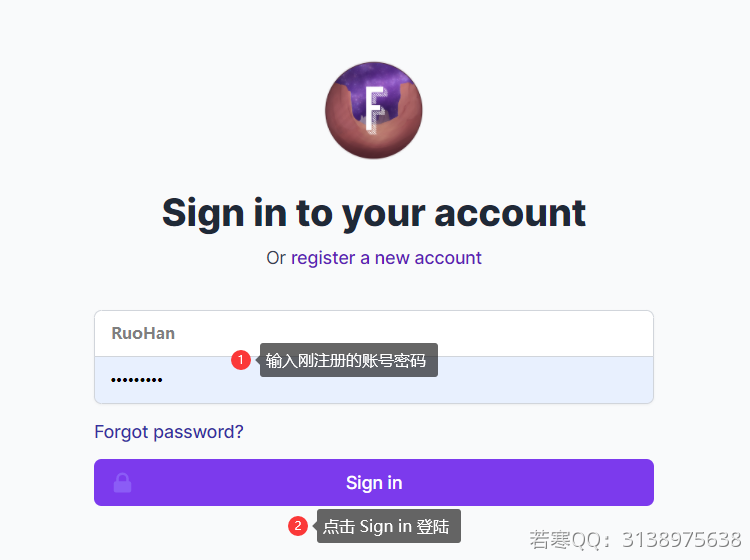 F
Sign in to your account
Or register a new account
RuoHan
1 输入刚注册的账号密码
•••••••••
Forgot password?
Sign in
2 点击 Sign in 登陆
若寒QQ：3138975638